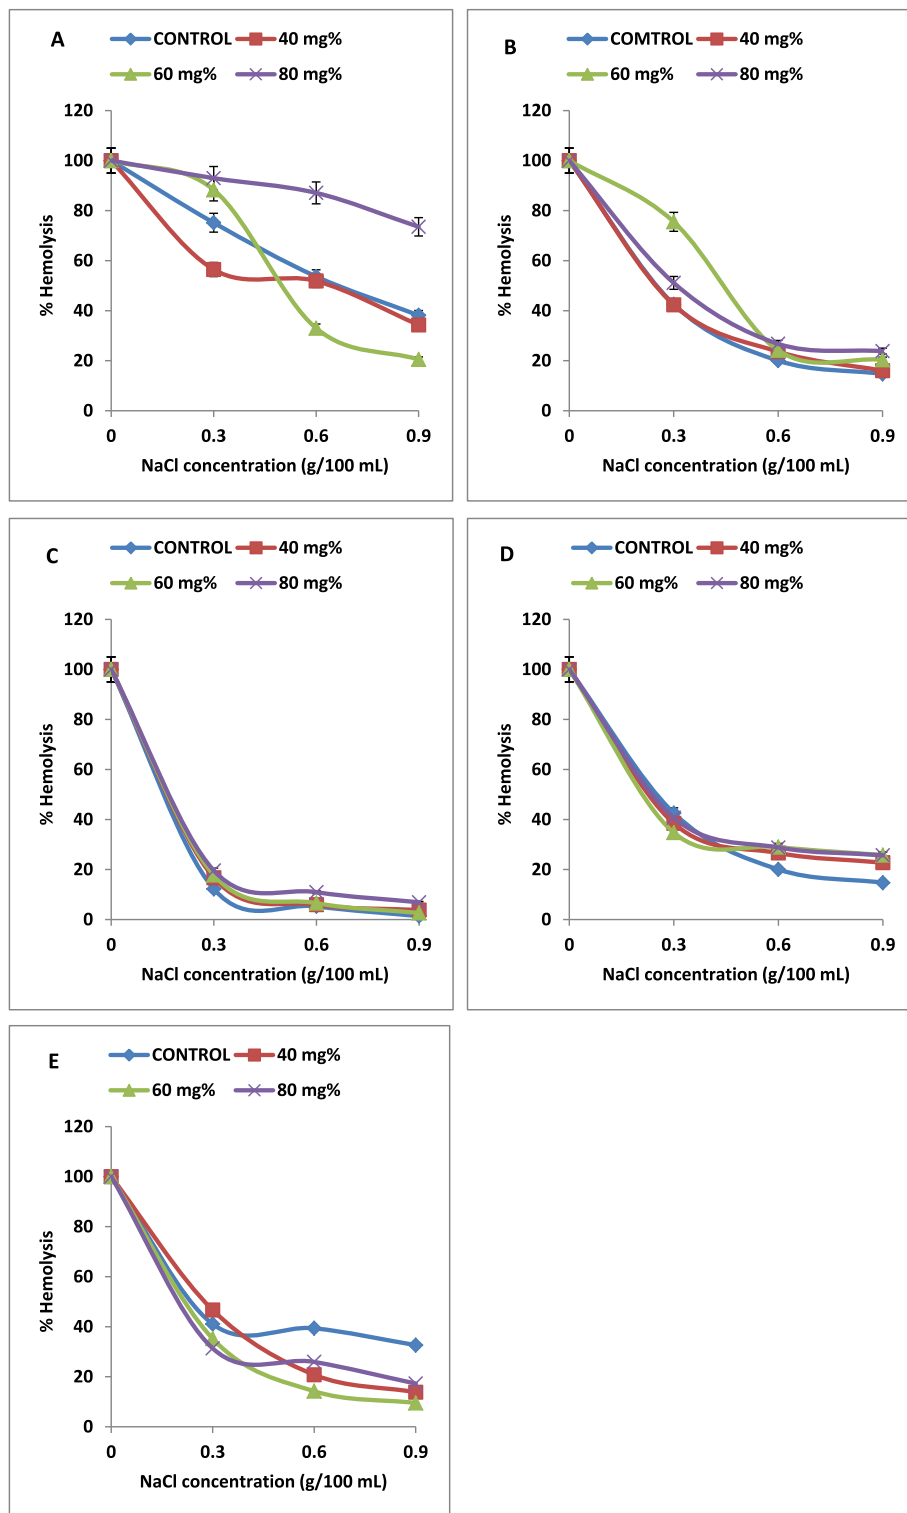 A
CONTROL 40 mg%
60 mg% 80 mg%
120
100
80
60
40
20
0
% Hemolysis
0 0.3 0.6 0.9
NaCl concentration (g/100 mL)
B
COMTROL 40 mg%
60 mg% 80 mg%
120
100
80
60
40
20
0
% Hemolysis
0 0.3 0.6 0.9
NaCl concentration (g/100 mL)
C
CONTROL 40 mg%
60 mg% 80 mg%
120
100
80
60
40
20
0
% Hemolysis
0 0.3 0.6 0.9
NaCl concentration (g/100 mL)
D
CONTROL 40 mg%
60 mg% 80 mg%
120
100
80
60
40
20
0
% Hemolysis
0 0.3 0.6 0.9
NaCl concentration (g/100 mL)
E
CONTROL 40 mg%
60 mg% 80 mg%
120
100
80
60
40
20
0
% Hemolysis
0 0.3 0.6 0.9
NaCl concentration (g/100 mL)